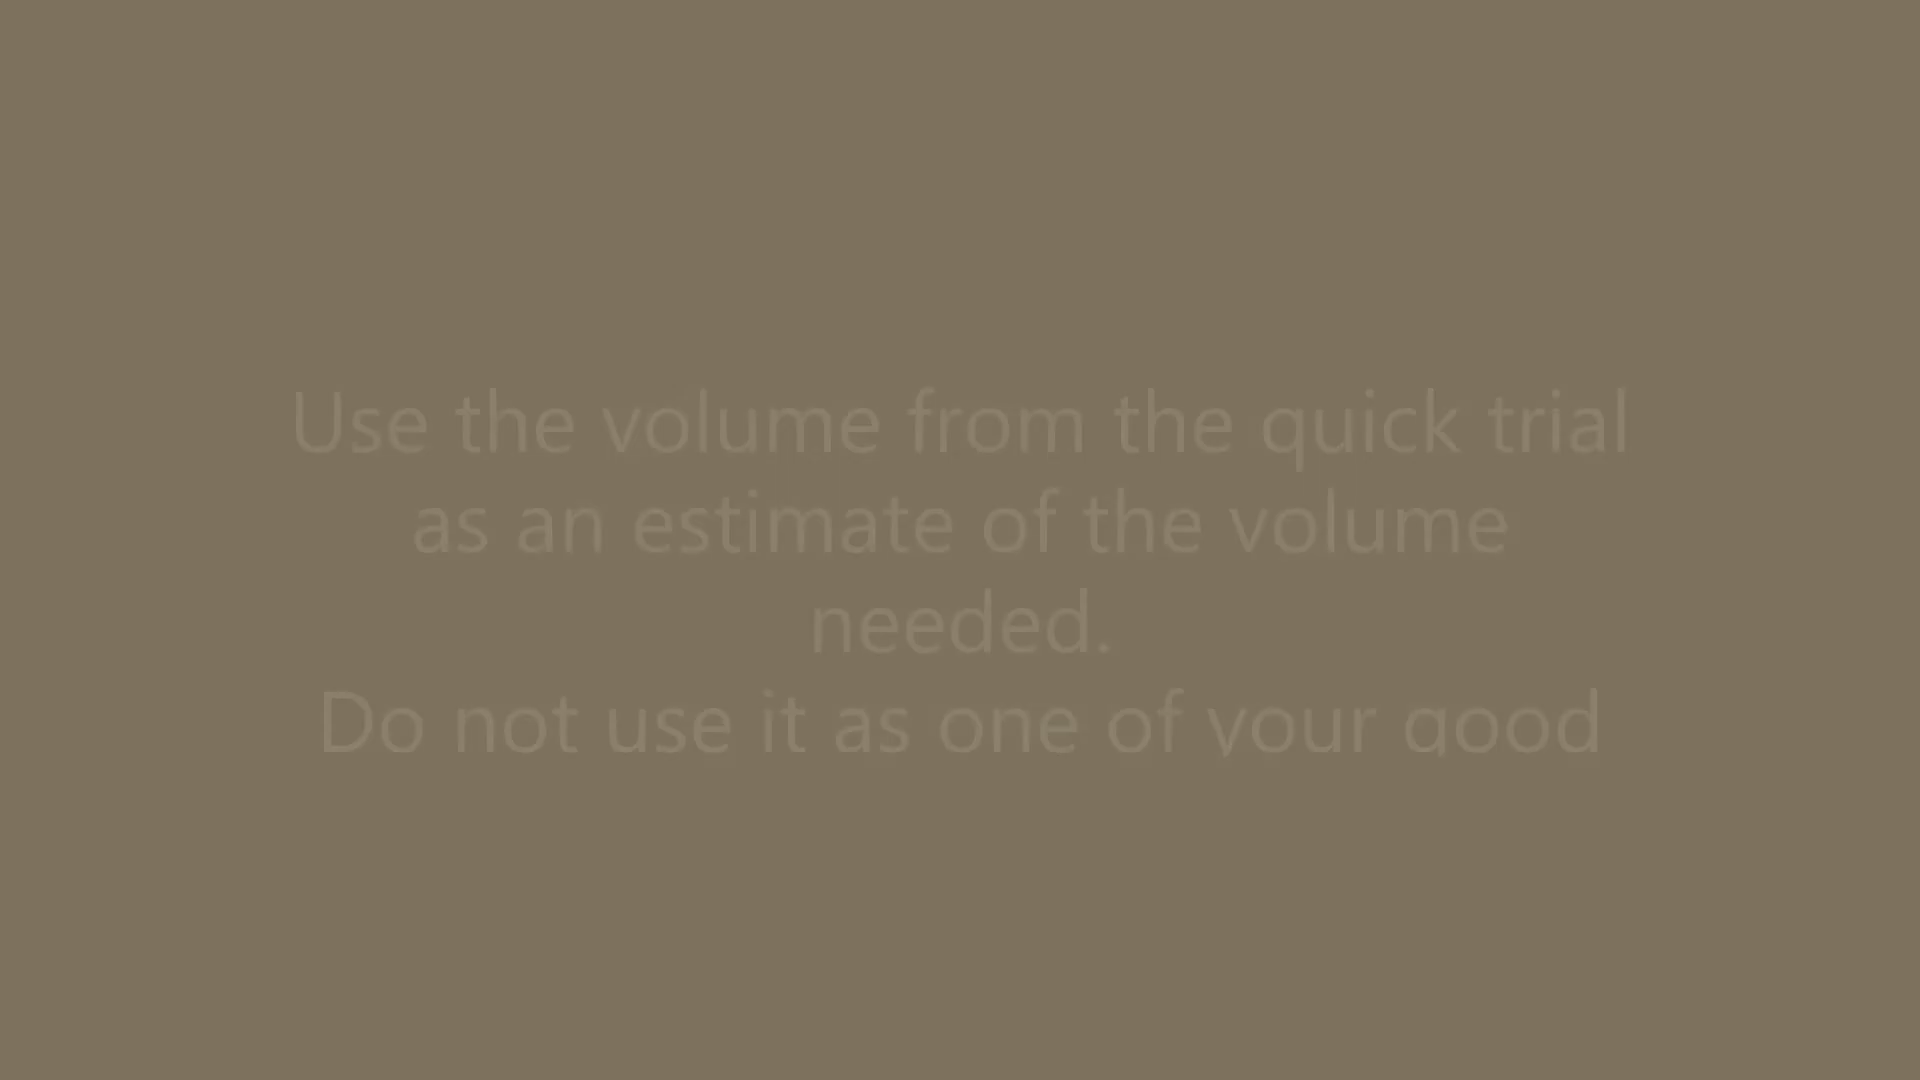 Use the volume from the quick trial
as an estimate of the volume
needed.
Do not use it as one of your good